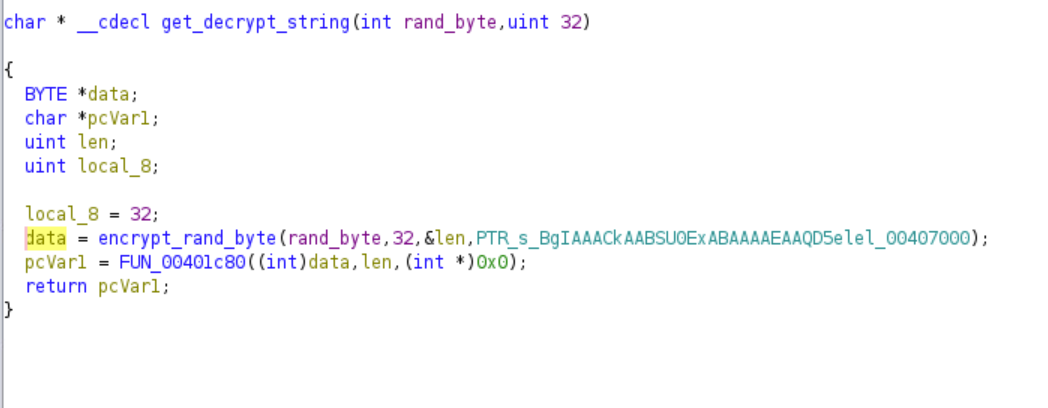 char * __cdecl get_decrypt_string(int rand_byte,uint 32)
{
BYTE *data;
char *pcVar1;
uint len;
uint local_8;
local_8 = 32;
data = encrypt_rand_byte(rand_byte,32,&len,PTR_s_BgIAAACkAABSU0ExABAAAAEAAQD5elel_00407000);
pcVar1 = FUN_00401c80((int)data,len,(int *)0x0);
return pcVar1;
}